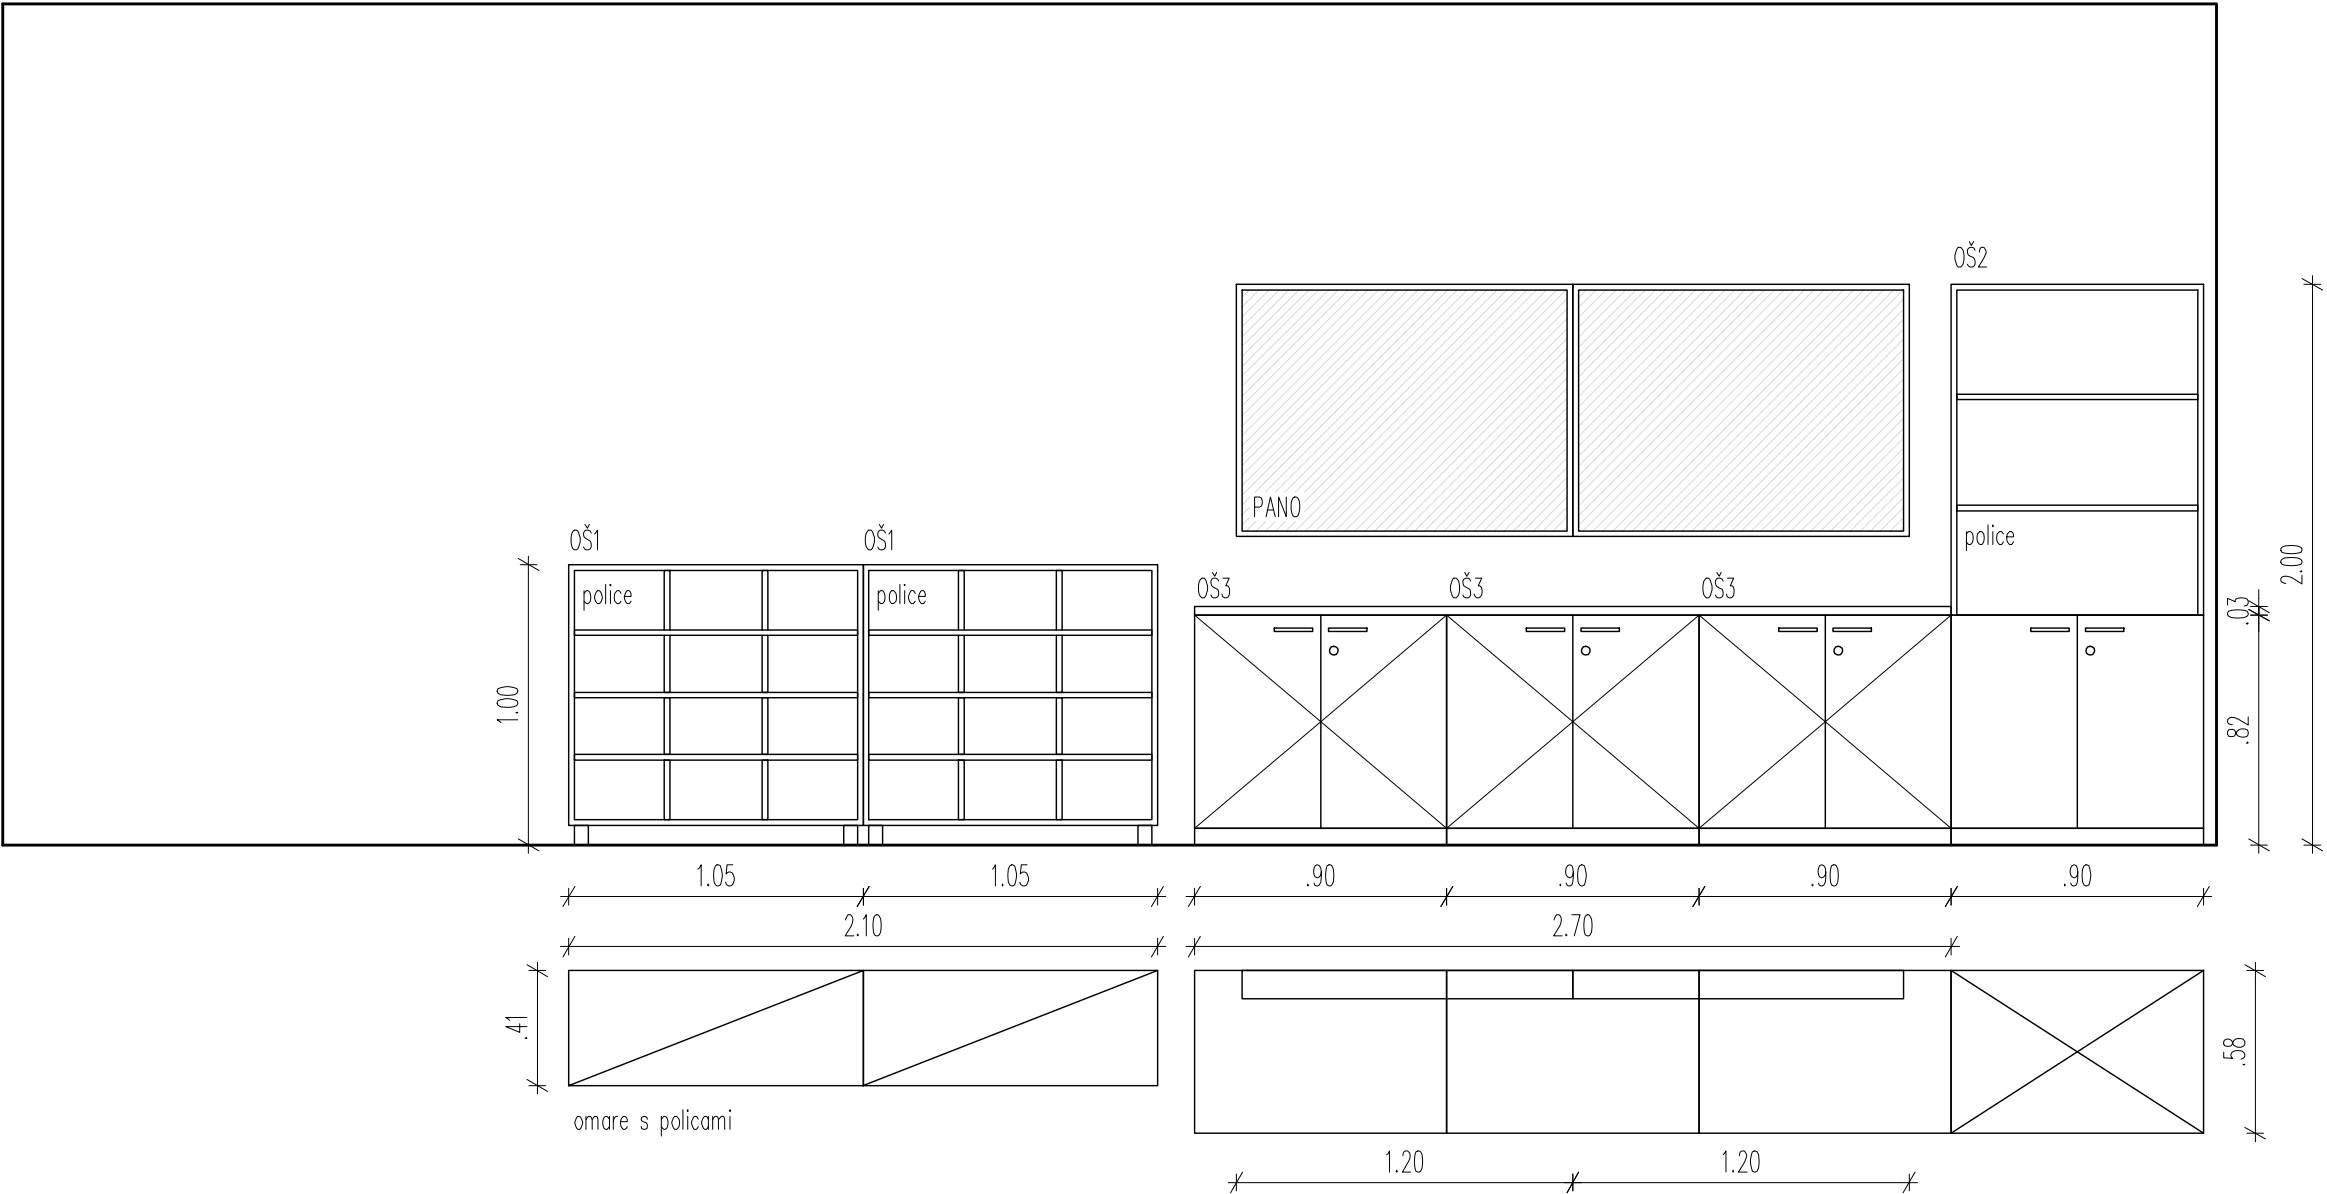 OŠ2
PANO
OŠ1
OŠ1
police
police
police
OŠ3
OŠ3
OŠ3
2.00
.03
1.00
.82
1.05
1.05
.90
.90
.90
.90
2.10
2.70
.41
.58
omare s policami
1.20
1.20